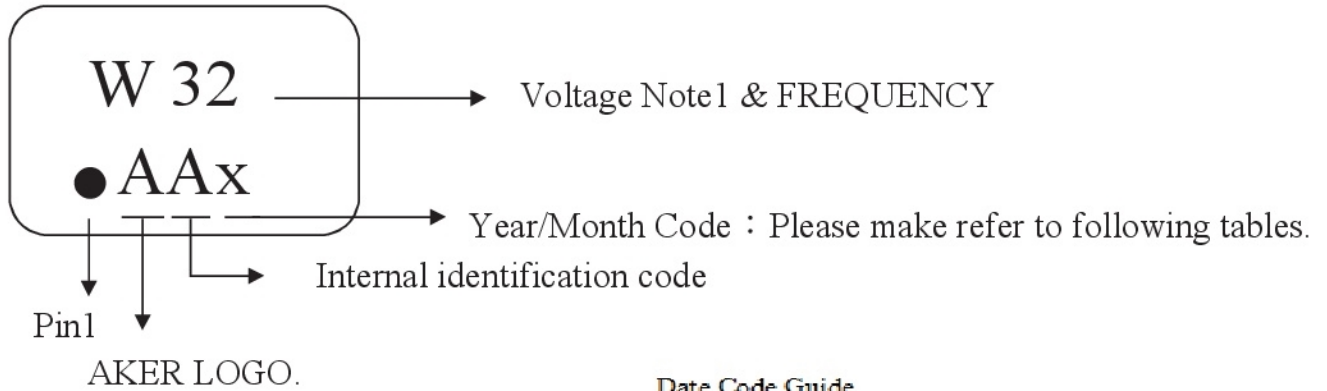 W 32
Voltage Note1 & FREQUENCY
●AAx
Year/Month Code：Please make refer to following tables.
Internal identification code
Pin1
AKER LOGO.
Date Code Guide